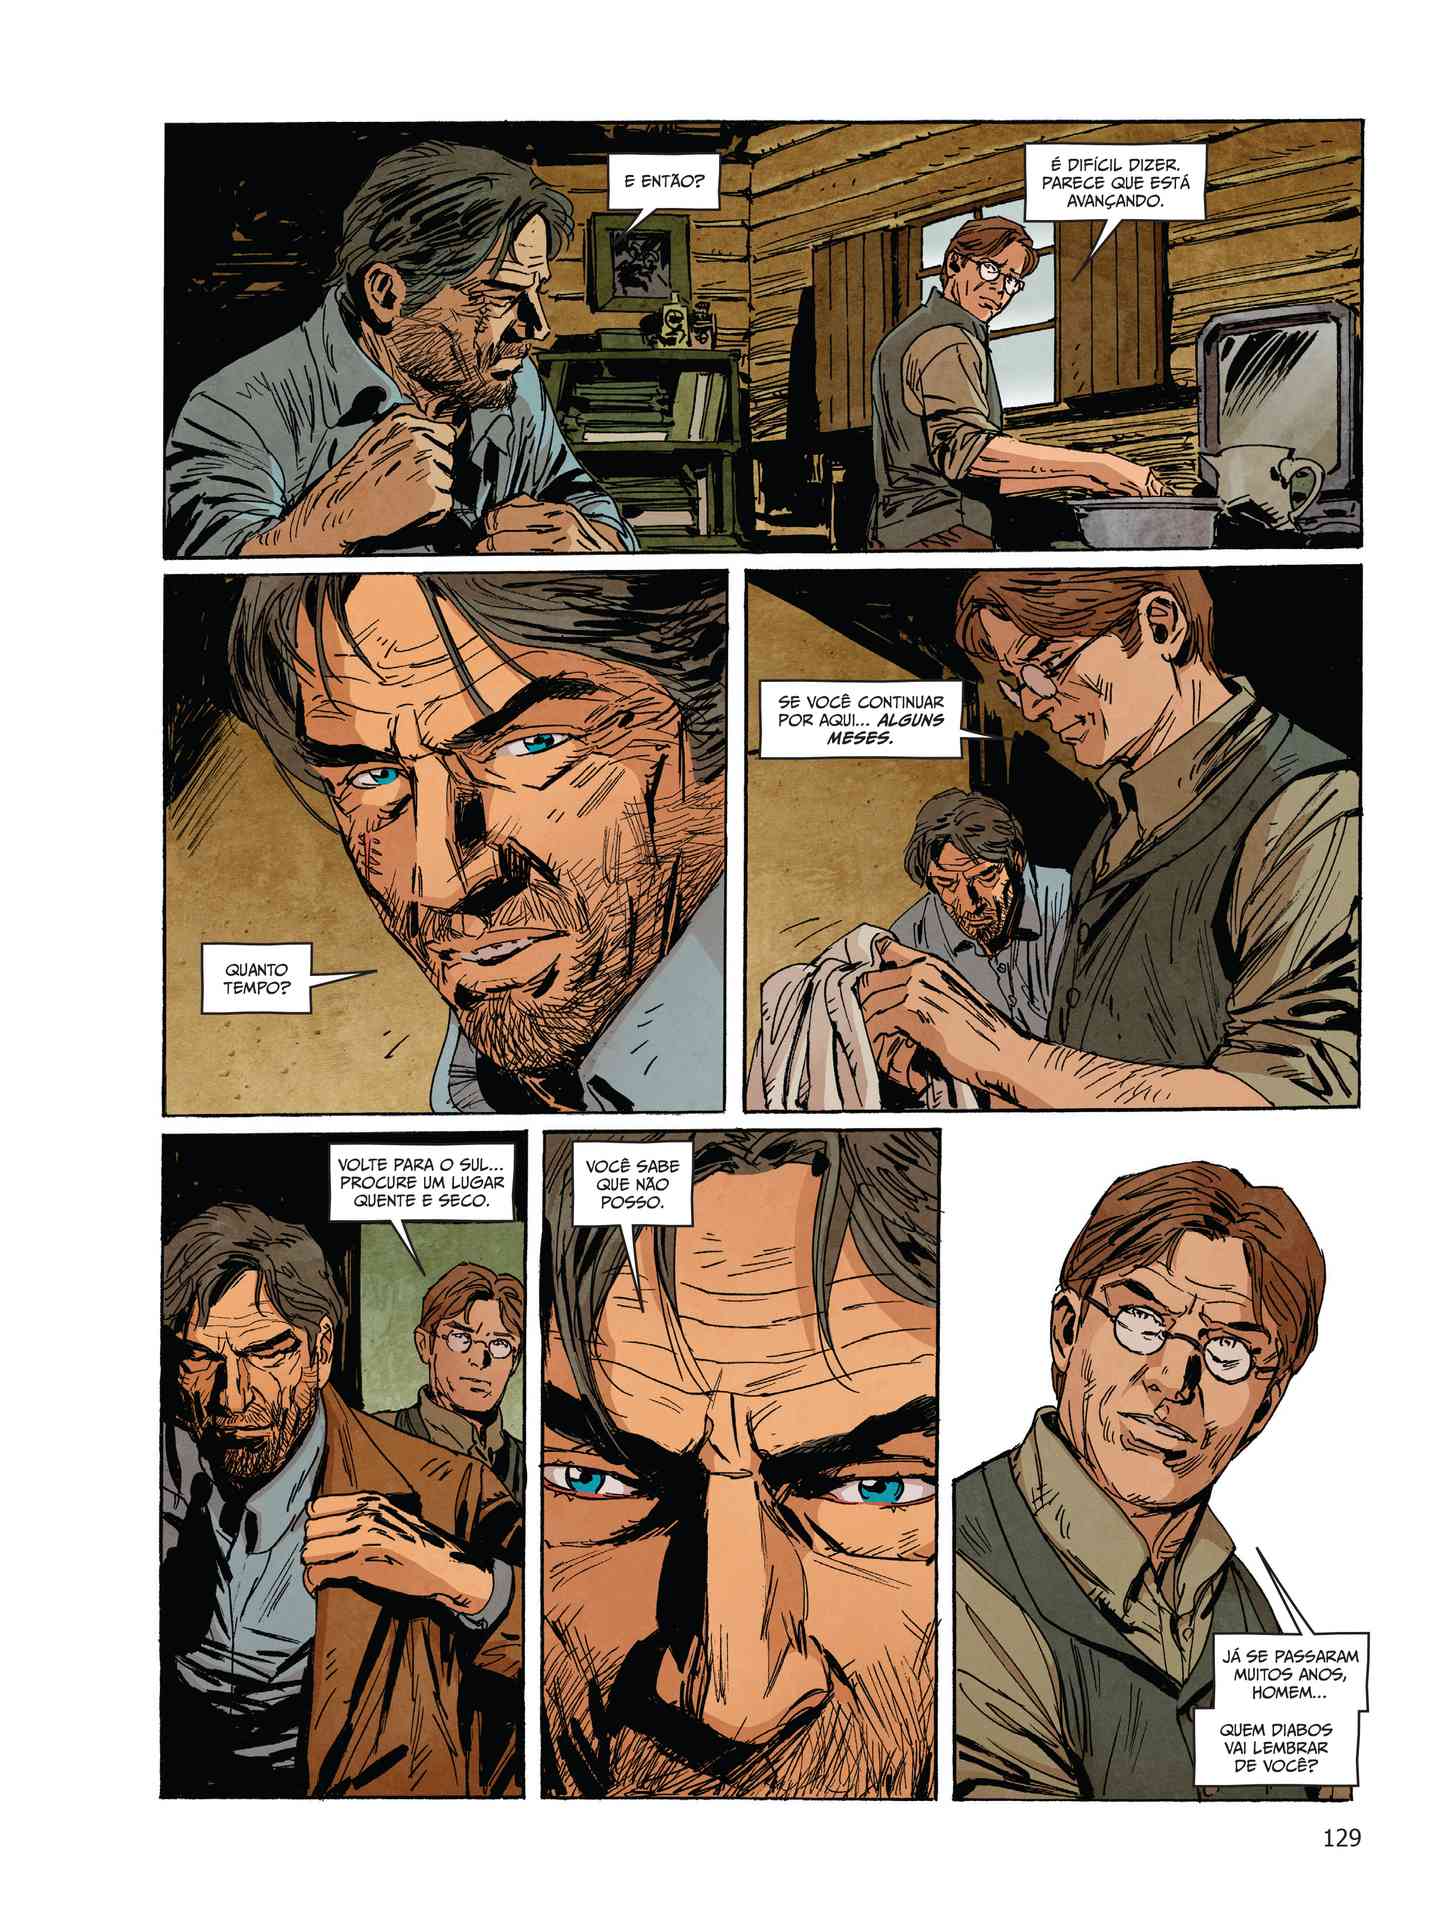 E ENTÃO?
É DIFÍCIL DIZER.
PARECE QUE ESTÁ
AVANÇANDO.
QUANTO
TEMPO?
SE VOCÊ CONTINUAR
POR AQUI... ALGUNS
MESES.
VOLTE PARA O SUL...
PROCURE UM LUGAR
QUENTE E SECO.
VOCÊ SABE
QUE NÃO
POSSO.
JÁ SE PASSARAM
MUITOS ANOS,
HOMEM...
QUEM DIABOS
VAI LEMBRAR
DE VOCÊ?
129